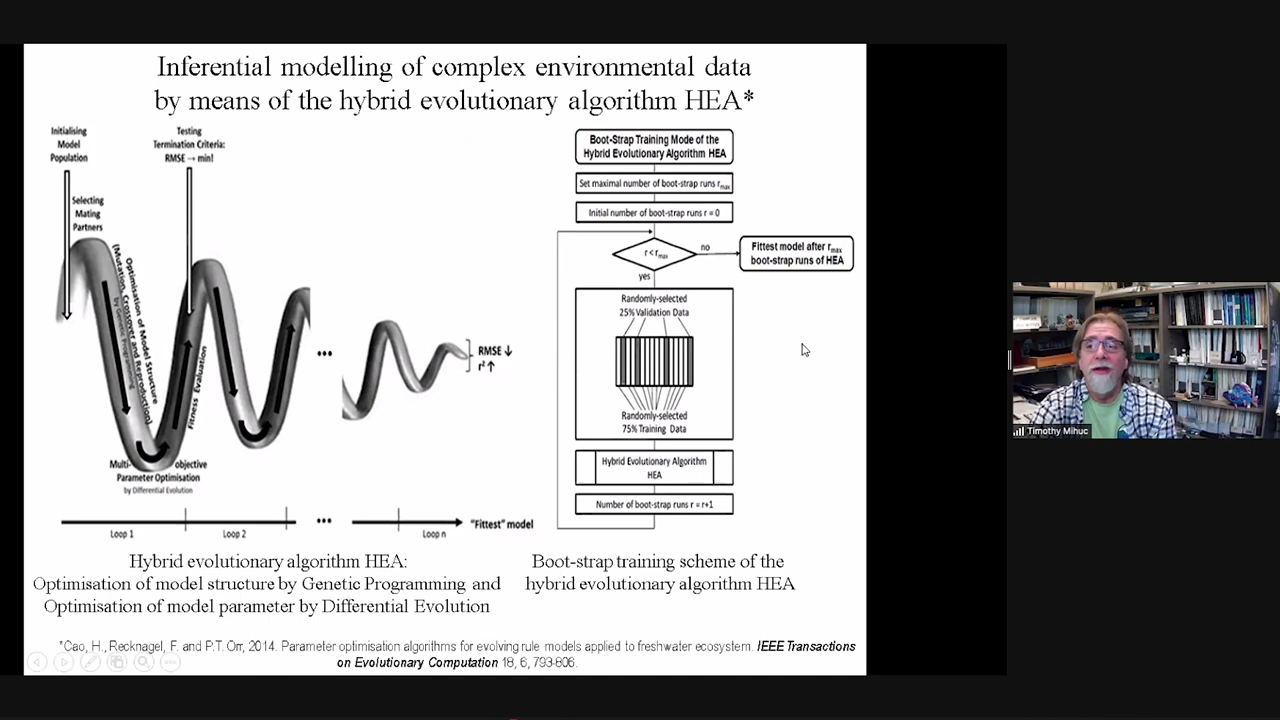 Inferential modelling of complex environmental data
by means of the hybrid evolutionary algorithm HEA*
Initialising
Model
Population
Testing
Termination Criteria:
RMSE → min!
Selecting
Mating
Partners
Optimisation of Model Structure
(Mutation, Crossover and Reproduction)
by Genetic Programming
Fitness Evaluation
Multi- objective
Parameter Optimisation
by Differential Evolution
...
RMSE ↓
r² ↑
Loop 1
Loop 2
...
Loop n
"Fittest" model
Hybrid evolutionary algorithm HEA:
Optimisation of model structure by Genetic Programming and
Optimisation of model parameter by Differential Evolution
Boot-Strap Training Mode of the
Hybrid Evolutionary Algorithm HEA
Set maximal number of boot-strap runs rmax
Initial number of boot-strap runs r = 0
r < rmax
no
Fittest model after rmax
boot-strap runs of HEA
yes
Randomly-selected
25% Validation Data
Randomly-selected
75% Training Data
Hybrid Evolutionary Algorithm
HEA
Number of boot-strap runs r = r+1
Boot-strap training scheme of the
hybrid evolutionary algorithm HEA
*Cao, H., Recknagel, F. and P.T. Orr, 2014. Parameter optimisation algorithms for evolving rule models applied to freshwater ecosystem. IEEE Transactions
on Evolutionary Computation 18, 6, 793-806.
Timothy Mihuc